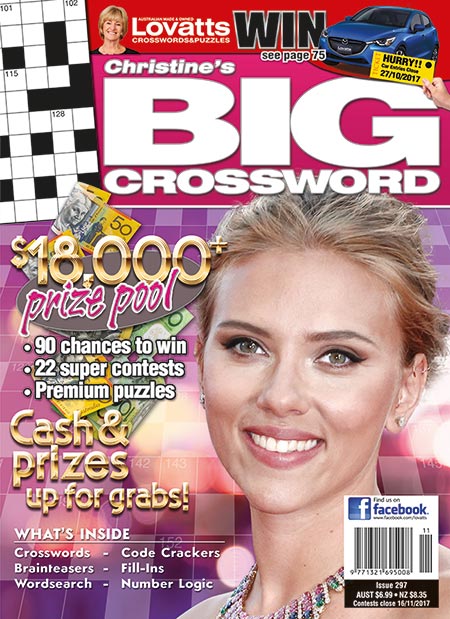 101
102
115
128
AUSTRALIAN MADE & OWNED
Lovatts
CROSSWORDS&PUZZLES
WIN
see page 75
HURRY!!
Car Entries Close
27/10/2017
Christine's
BIG
CROSSWORD
50
$18,000+
prize pool
• 90 chances to win
• 22 super contests
• Premium puzzles
Cash &
prizes
up for grabs!
142
143
152
WHAT'S INSIDE
Crosswords - Code Crackers
Brainteasers - Fill-Ins
Wordsearch - Number Logic
Find us on
facebook.
www.facebook.com/lovatts
11
9 771321 695008
Issue 297
AUST $6.99 • NZ $8.35
Contests close 16/11/2017